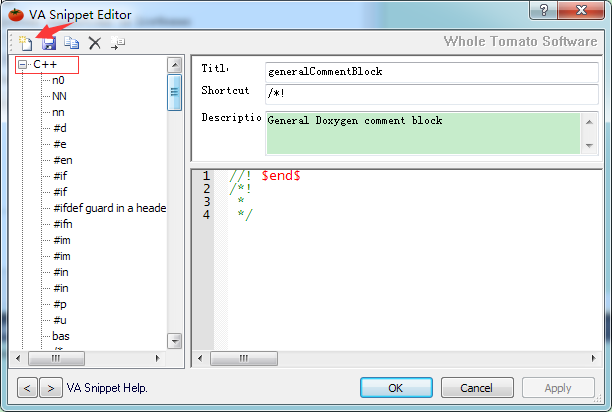 VA Snippet Editor
Whole Tomato Software
C++
n0
NN
nn
#d
#e
#en
#if
#if
#ifdef guard in a heade
#ifn
#im
#im
#in
#in
#p
#u
bas
Titl
generalCommentBlock
Shortcut
/*!
Descriptio
General Doxygen comment block
1 //! $end$
2 /*!
3 *
4 */
< > VA Snippet Help.
OK Cancel Apply